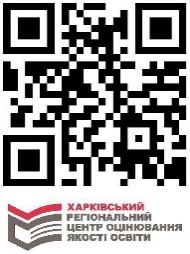 ХАРКІВСЬКИЙ
РЕГІОНАЛЬНИЙ
ЦЕНТР ОЦІНЮВАННЯ
ЯКОСТІ ОСВІТИ